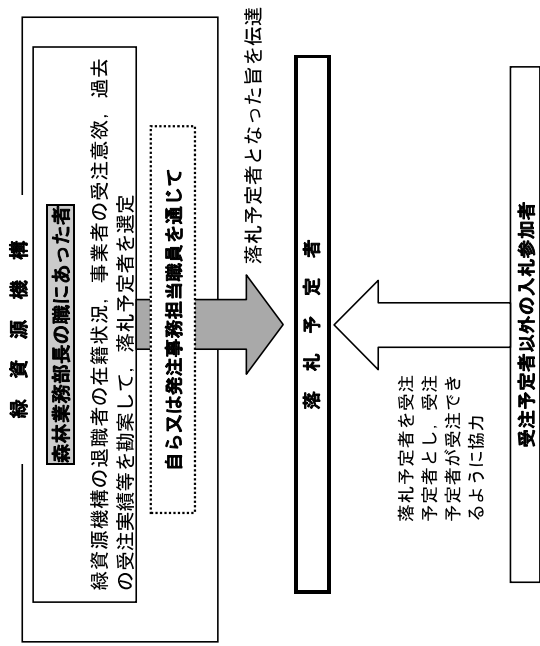 緑資源機構
森林業務部長の職にあった者
緑資源機構の退職者の在籍状況，事業者の受注意欲，過去
の受注実績等を勘案して，落札予定者を選定
自ら又は発注事務担当職員を通じて
落札予定者となった旨を伝達
落札予定者
落札予定者を受注
予定者とし，受注
予定者が受注でき
るように協力
受注予定者以外の入札参加者